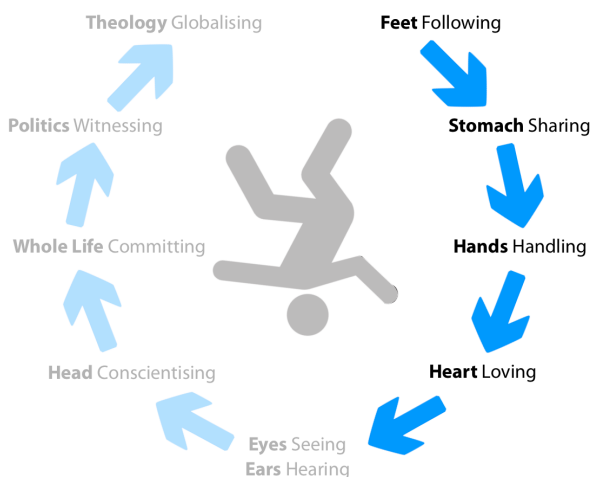 Theology Globalising
Feet Following
Politics Witnessing
Stomach Sharing
Whole Life Committing
Hands Handling
Head Conscientising
Heart Loving
Eyes Seeing
Ears Hearing